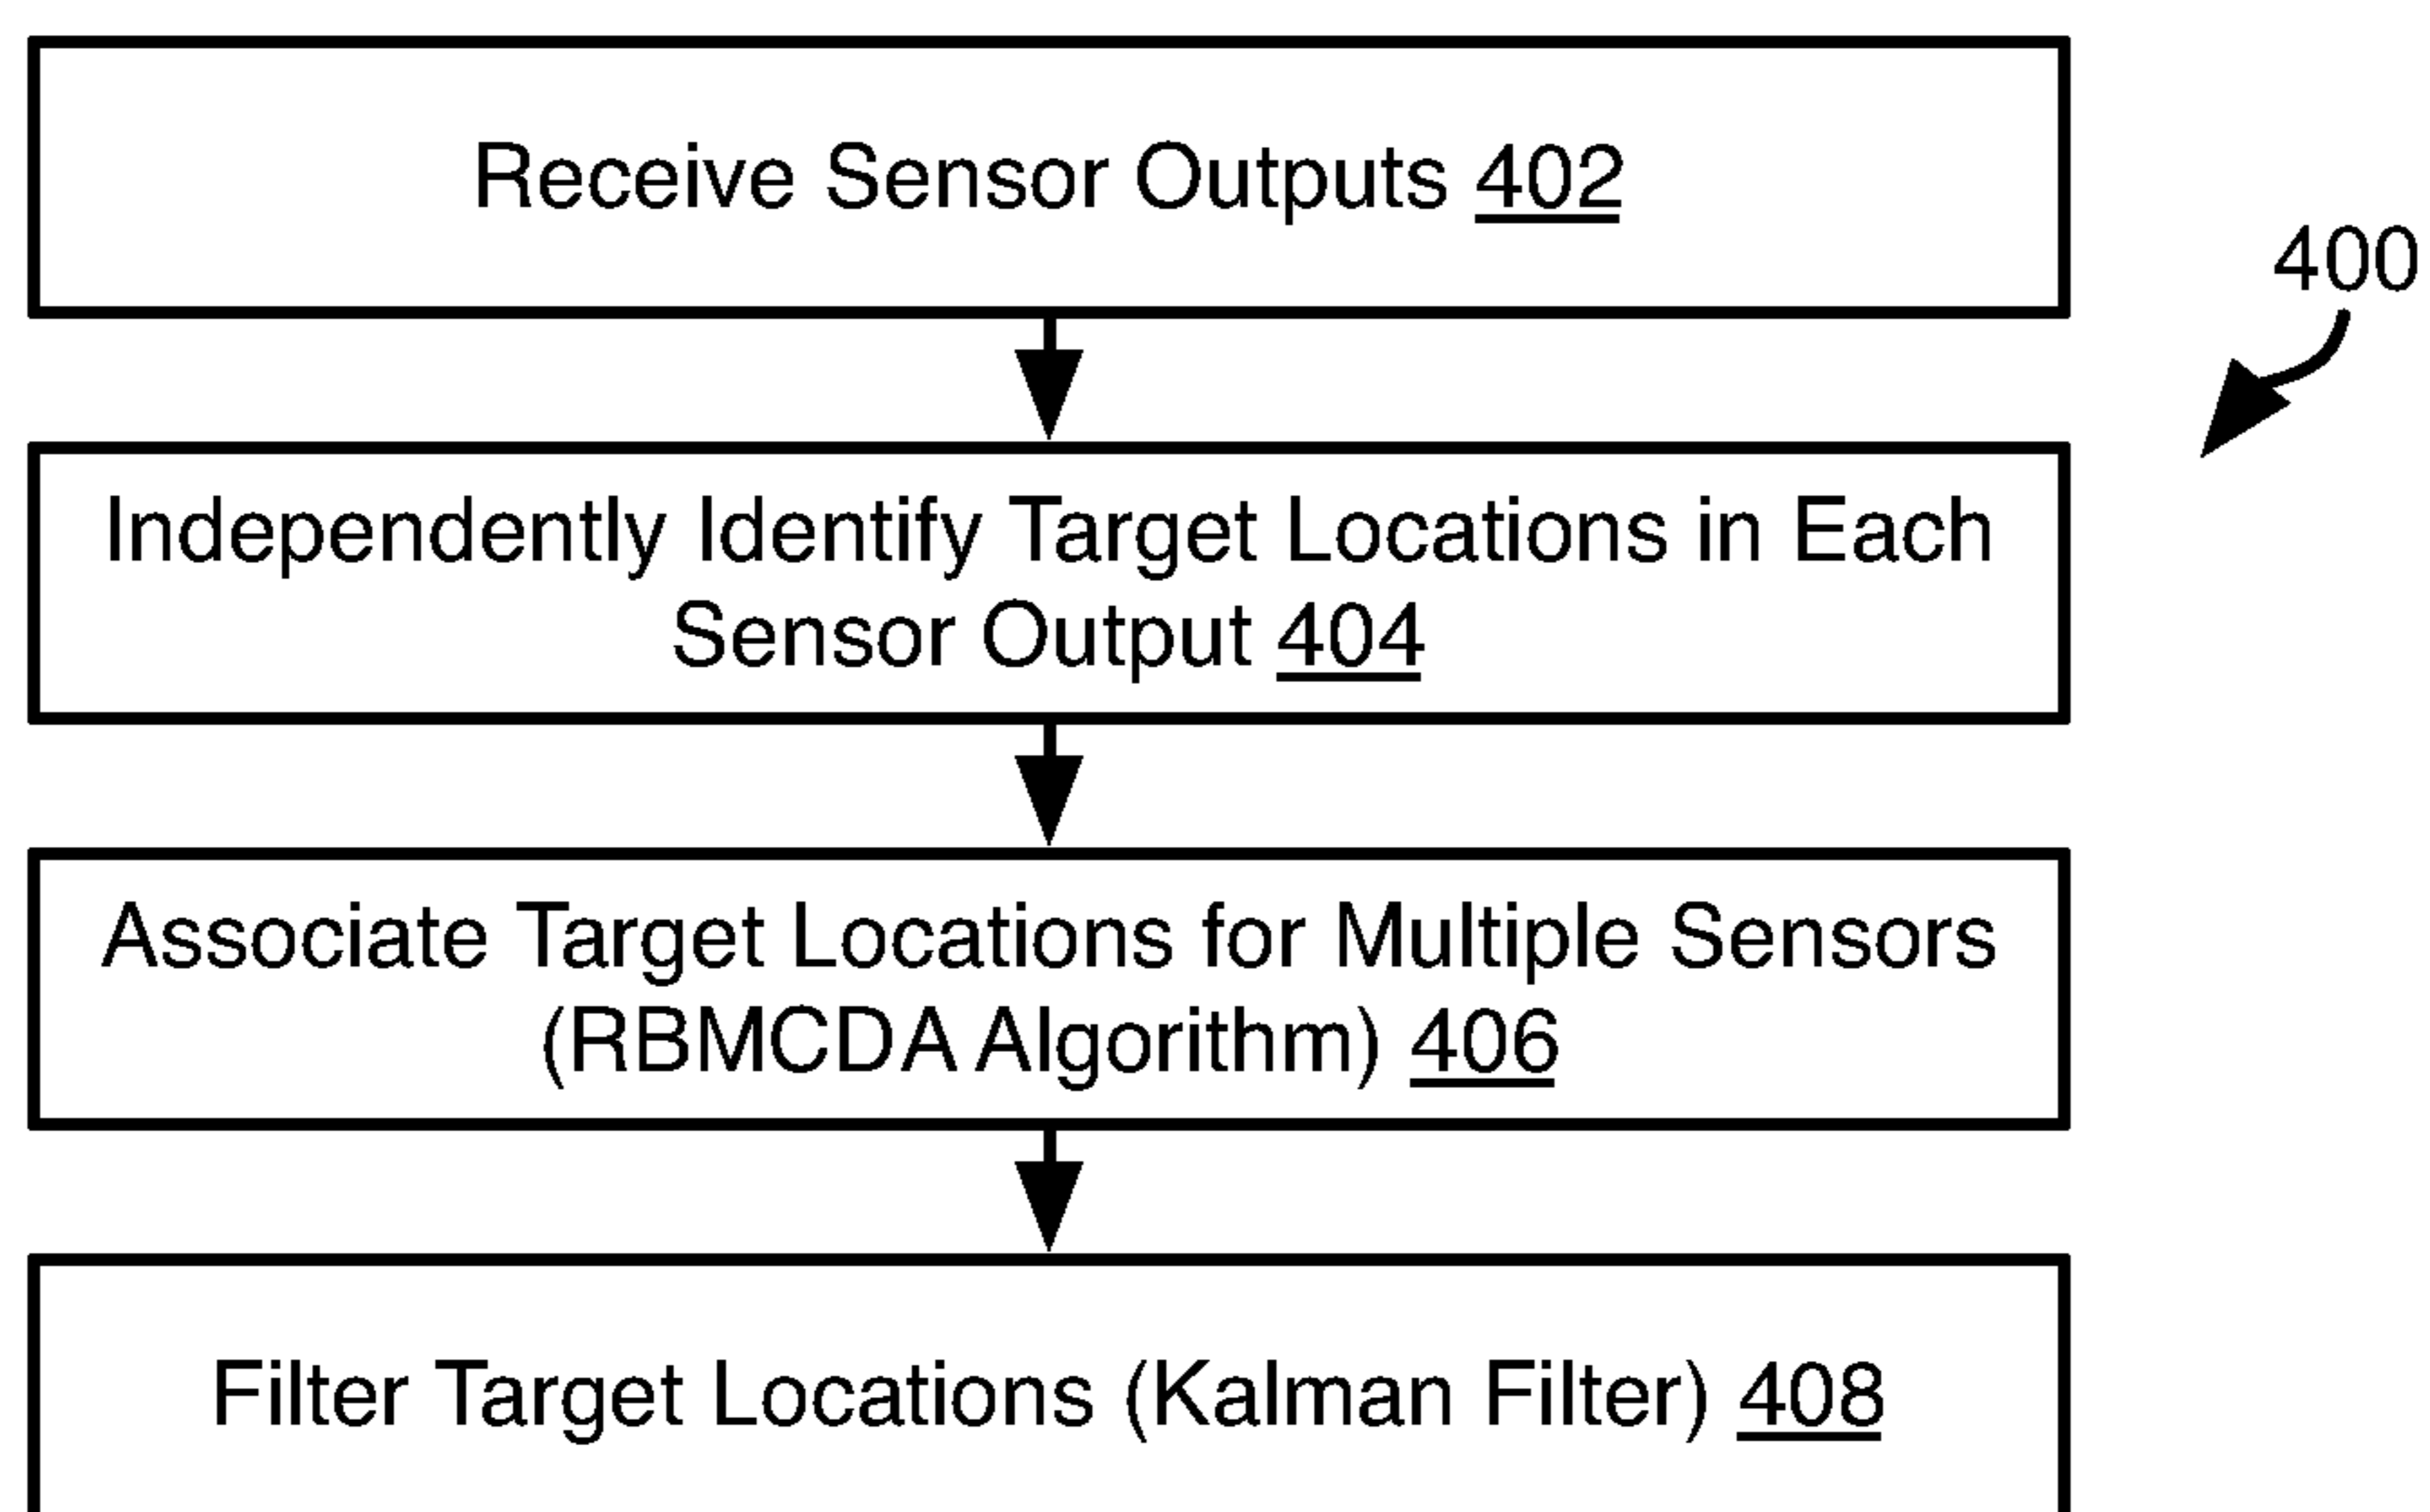 Receive Sensor Outputs 402
400
Independently Identify Target Locations in Each
Sensor Output 404
Associate Target Locations for Multiple Sensors
(RBMCDA Algorithm) 406
Filter Target Locations (Kalman Filter) 408